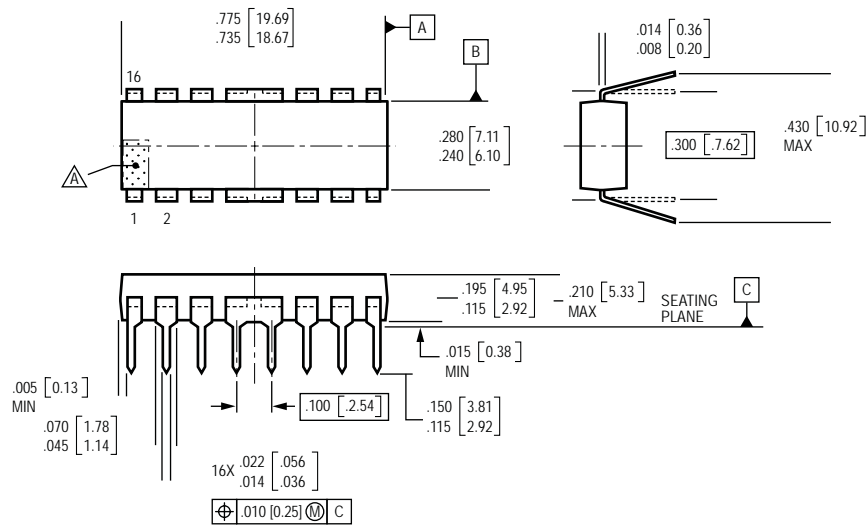 .775 [19.69]
.735 [18.67]
A
B
.014 [0.36]
.008 [0.20]
16
.280 [7.11]
.240 [6.10]
.300 [.7.62]
.430 [10.92]
MAX
A
1 2
.195 [4.95]
.115 [2.92]
.210 [5.33]
MAX
SEATING
PLANE
C
.015 [0.38]
MIN
.005 [0.13]
MIN
.100 [.2.54]
.150 [3.81]
.115 [2.92]
.070 [1.78]
.045 [1.14]
16X .022 [.056]
.014 [.036]
⌖ .010 [0.25] Ⓜ C